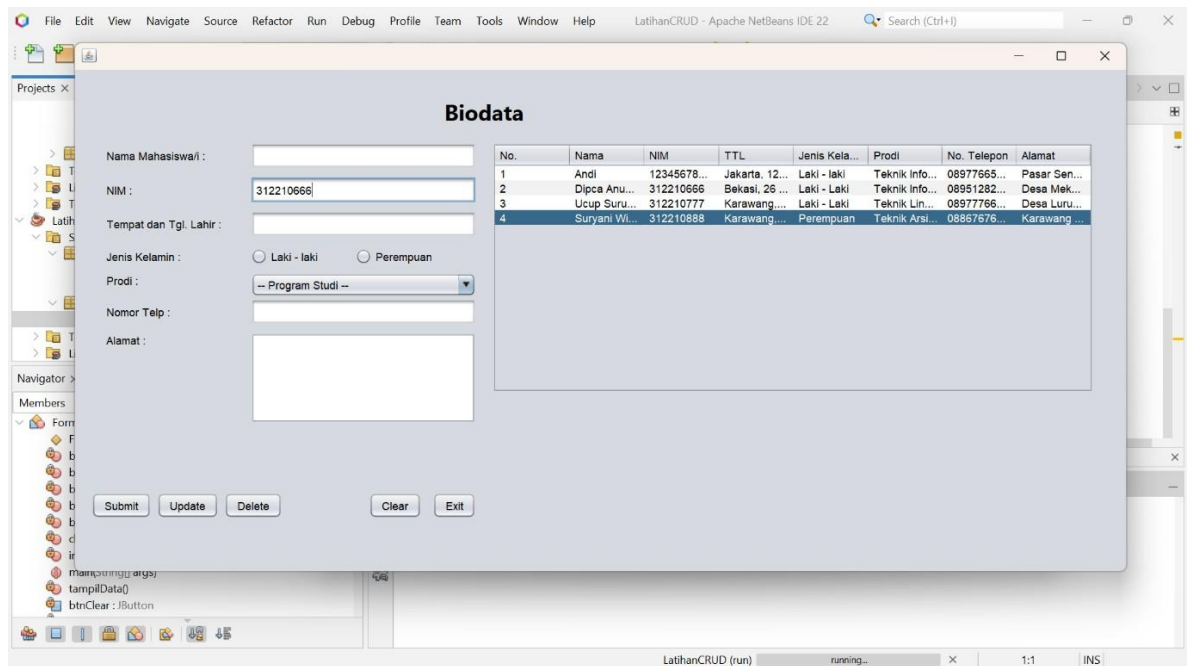 File Edit View Navigate Source Refactor Run Debug Profile Team Tools Window Help LatihanCRUD - Apache NetBeans IDE 22 Search (Ctrl+I)
Projects
Biodata
Nama Mahasiswa/i :
NIM : 312210666
Tempat dan Tgl. Lahir :
Jenis Kelamin : Laki - laki Perempuan
Prodi : -- Program Studi --
Nomor Telp :
Alamat :
Submit Update Delete Clear Exit
No. Nama NIM TTL Jenis Kela... Prodi No. Telepon Alamat
1 Andi 12345678... Jakarta, 12... Laki - laki Teknik Info... 08977665... Pasar Sen...
2 Dipca Anu... 312210666 Bekasi, 26 ... Laki - Laki Teknik Info... 08951282... Desa Mek...
3 Ucup Suru... 312210777 Karawang,... Laki - Laki Teknik Lin... 08977766... Desa Luru...
4 Suryani Wi... 312210888 Karawang,... Perempuan Teknik Arsi... 08867676... Karawang ...
Latih
Navigator
Members
Form
main(String[] args)
tampilData()
btnClear : JButton
LatihanCRUD (run) running... 1:1 INS